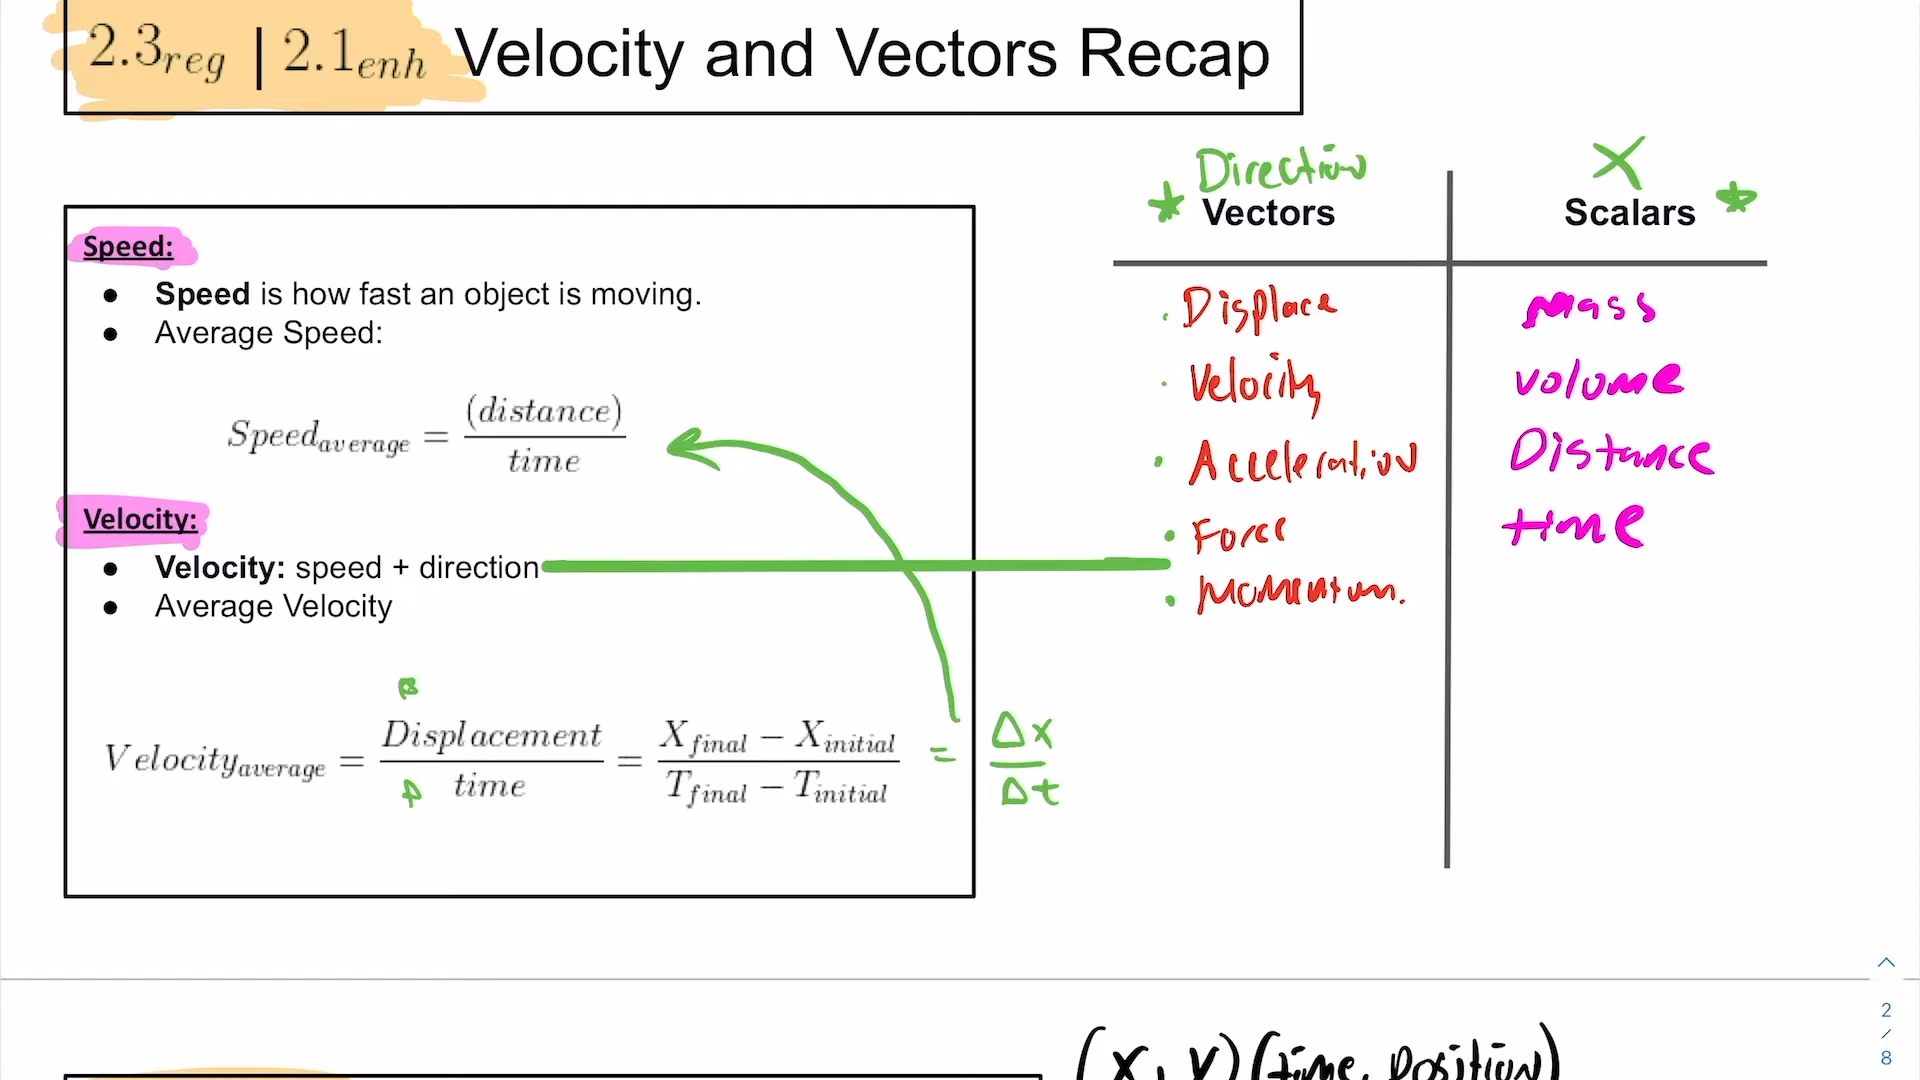 2.3reg | 2.1enh Velocity and Vectors Recap
Speed:
● Speed is how fast an object is moving.
● Average Speed:
Speedaverage = (distance) / time
Velocity:
● Velocity: speed + direction
● Average Velocity
Velocityaverage = Displacement / time = Xfinal − Xinitial / Tfinal − Tinitial = Δx / Δt
Direction X
Vectors Scalars
Displace mass
Velocity volume
Acceleration Distance
Force time
Momentum.
2
/
8
(x, y) (time, position)